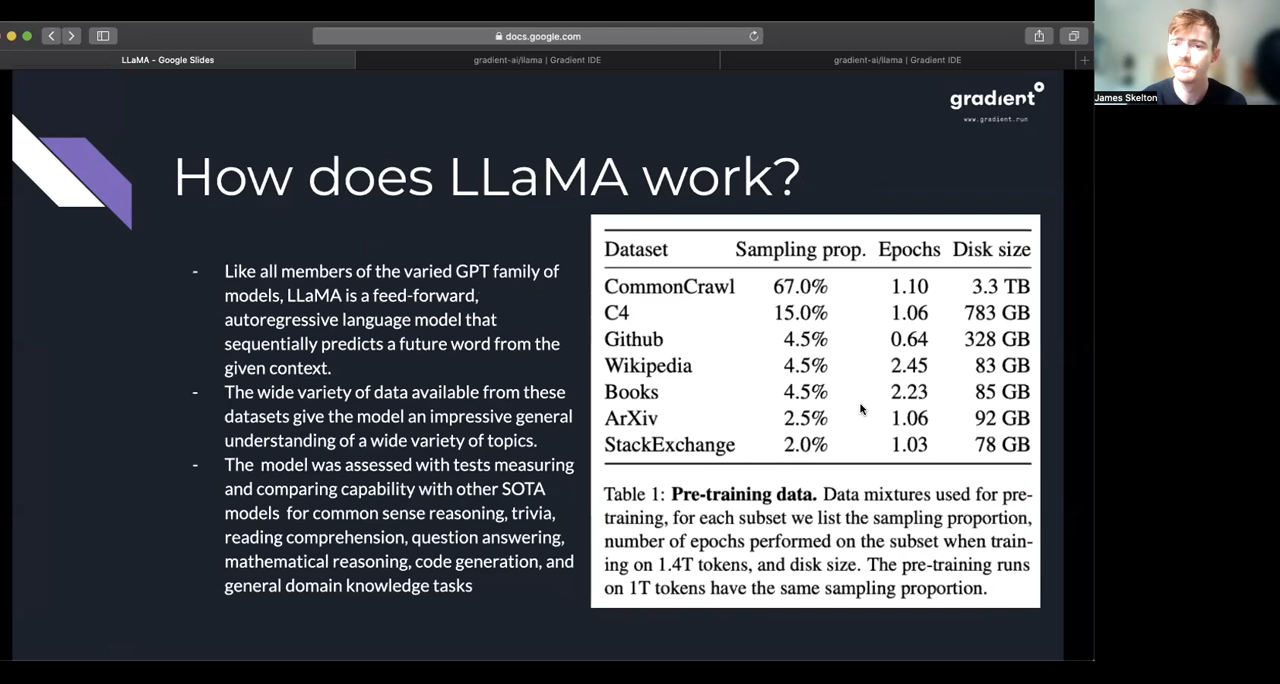 docs.google.com
LLaMA - Google Slides
gradient-ai/llama | Gradient IDE
gradient-ai/llama | Gradient IDE
James Skelton
gradient
www.gradient.run
How does LLaMA work?
- Like all members of the varied GPT family of
models, LLaMA is a feed-forward,
autoregressive language model that
sequentially predicts a future word from the
given context.
- The wide variety of data available from these
datasets give the model an impressive general
understanding of a wide variety of topics.
- The model was assessed with tests measuring
and comparing capability with other SOTA
models for common sense reasoning, trivia,
reading comprehension, question answering,
mathematical reasoning, code generation, and
general domain knowledge tasks
Dataset Sampling prop. Epochs Disk size
CommonCrawl 67.0% 1.10 3.3 TB
C4 15.0% 1.06 783 GB
Github 4.5% 0.64 328 GB
Wikipedia 4.5% 2.45 83 GB
Books 4.5% 2.23 85 GB
ArXiv 2.5% 1.06 92 GB
StackExchange 2.0% 1.03 78 GB
Table 1: Pre-training data. Data mixtures used for pre-
training, for each subset we list the sampling proportion,
number of epochs performed on the subset when train-
ing on 1.4T tokens, and disk size. The pre-training runs
on 1T tokens have the same sampling proportion.